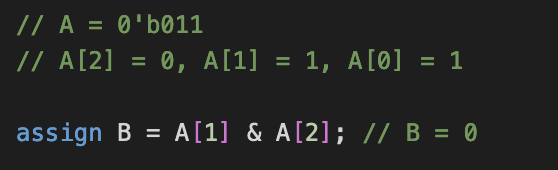 // A = 0'b011
// A[2] = 0, A[1] = 1, A[0] = 1
assign B = A[1] & A[2]; // B = 0